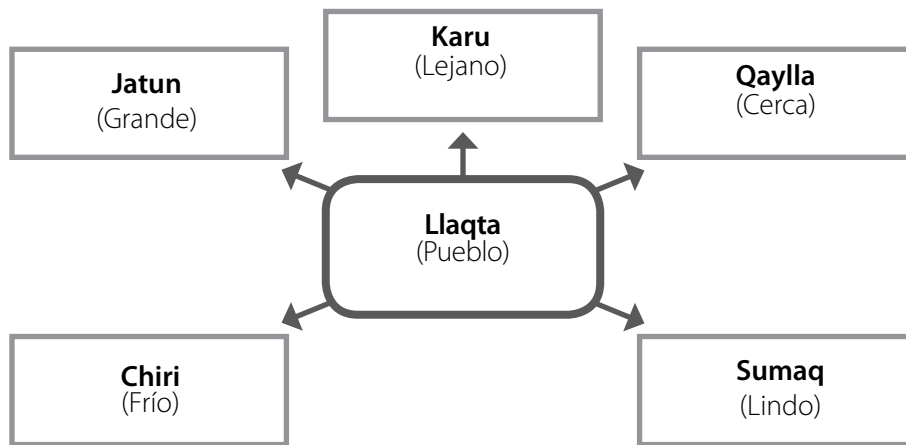 Karu
(Lejano)
Jatun
(Grande)
Qaylla
(Cerca)
Llaqta
(Pueblo)
Chiri
(Frío)
Sumaq
(Lindo)